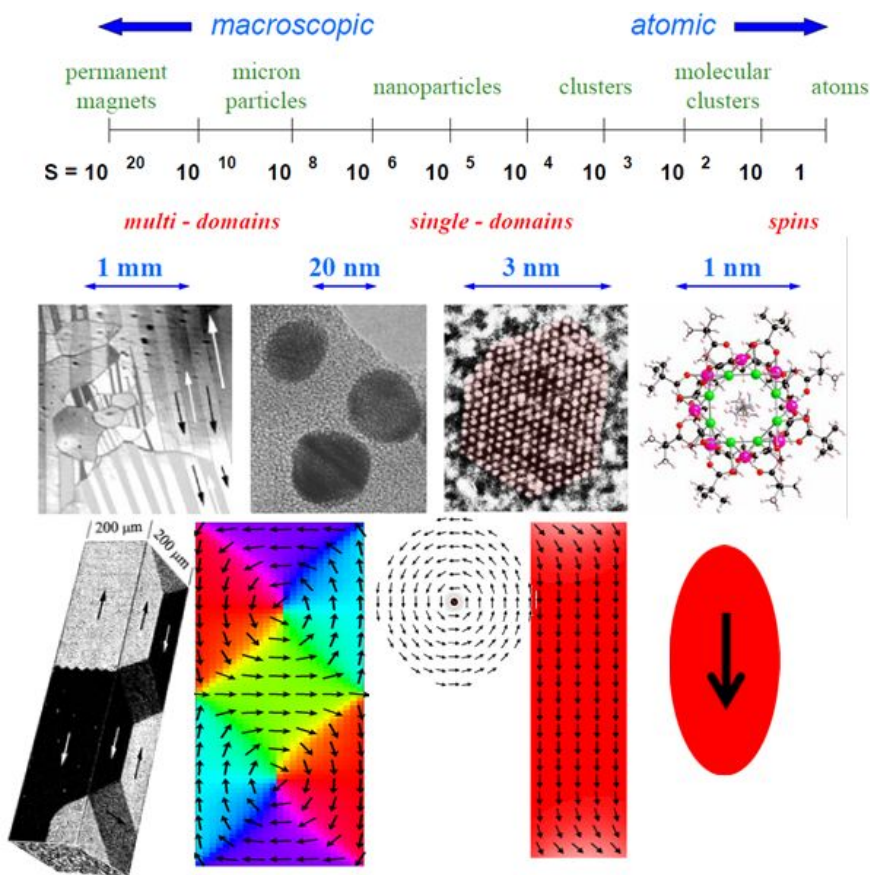 macroscopic atomic
permanent magnets micron particles nanoparticles clusters molecular clusters atoms
S = 10 20 10 10 10 8 10 6 10 5 10 4 10 3 10 2 10 1
multi - domains single - domains spins
1 mm 20 nm 3 nm 1 nm
200 µm 200 µm